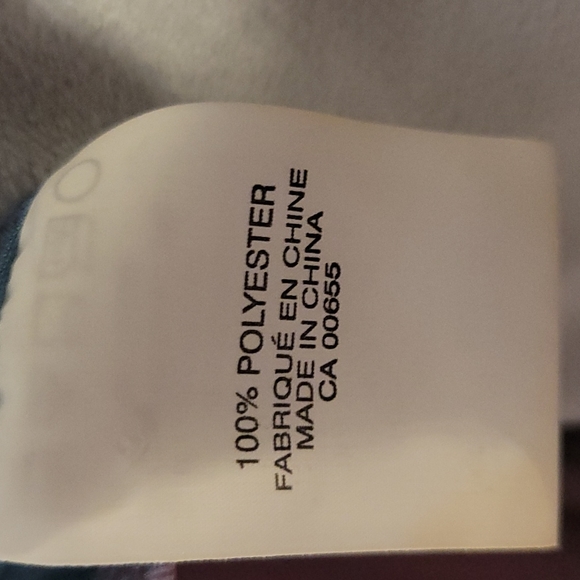 100% POLYESTER
FABRIQUÉ EN CHINE
MADE IN CHINA
CA 00655